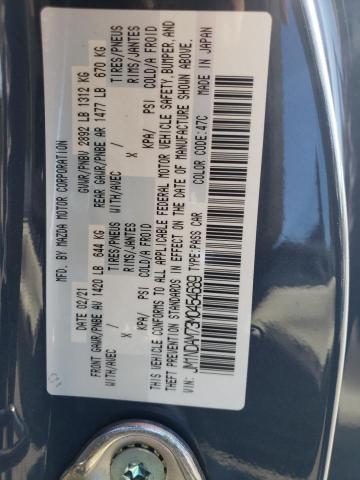 MFD. BY MAZDA MOTOR CORPORATION
DATE 02/21 GVWR/PNBV 2892 LB 1312 KG
FRONT GAWR/PNBE AV 1420 LB 644 KG REAR GAWR/PNBE AR 1477 LB 670 KG
WITH/AVEC TIRES/PNEUS WITH/AVEC TIRES/PNEUS
X RIMS/JANTES X RIMS/JANTES
KPA/ PSI COLD/A FROID KPA/ PSI COLD/A FROID
THIS VEHICLE CONFORMS TO ALL APPLICABLE FEDERAL MOTOR VEHICLE SAFETY, BUMPER, AND
THEFT PREVENTION STANDARDS IN EFFECT ON THE DATE OF MANUFACTURE SHOWN ABOVE.
VIN: JM1NDAM73M0454689 TYPE:PASS CAR COLOR CODE:47C MADE IN JAPAN